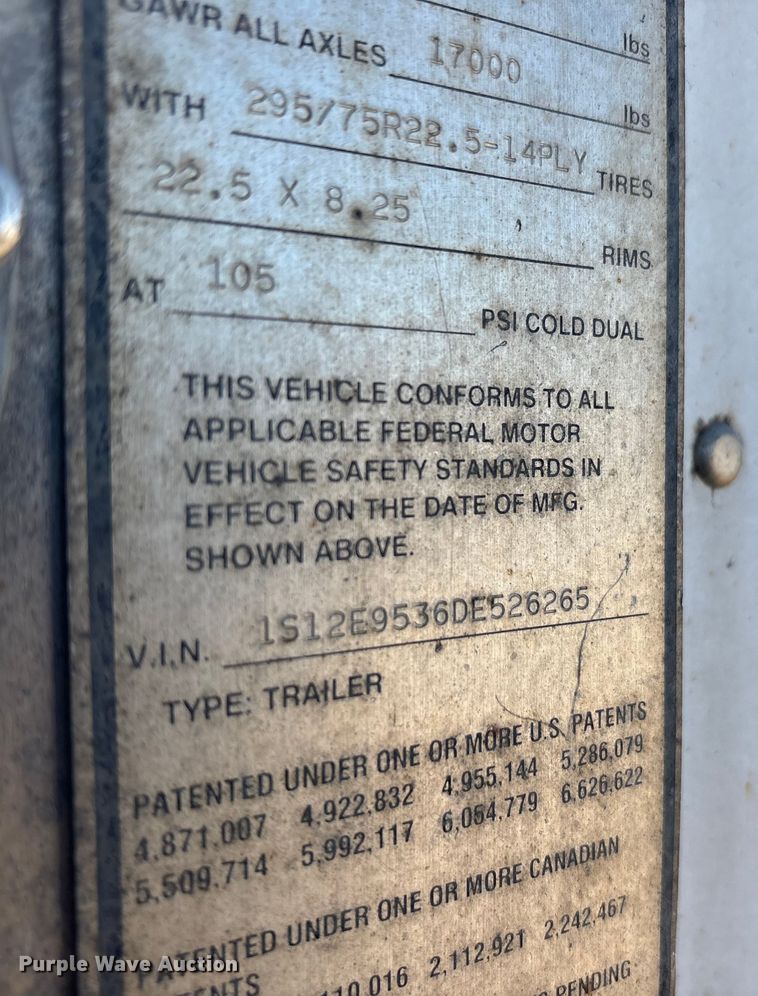 lbs
GAWR ALL AXLES 17000 lbs
WITH 295/75R22.5-14PLY TIRES
22.5 X 8.25 RIMS
AT 105 PSI COLD DUAL
THIS VEHICLE CONFORMS TO ALL
APPLICABLE FEDERAL MOTOR
VEHICLE SAFETY STANDARDS IN
EFFECT ON THE DATE OF MFG.
SHOWN ABOVE.
V.I.N. 1S12E9536DE526265
TYPE: TRAILER
PATENTED UNDER ONE OR MORE U.S. PATENTS
4,871,007 4,922,832 4,955,144 5,286,079
5,509,714 5,992,117 6,054,779 6,626,622
PATENTED UNDER ONE OR MORE CANADIAN
2,112,921 2,242,467
PENDING
Purple Wave Auction